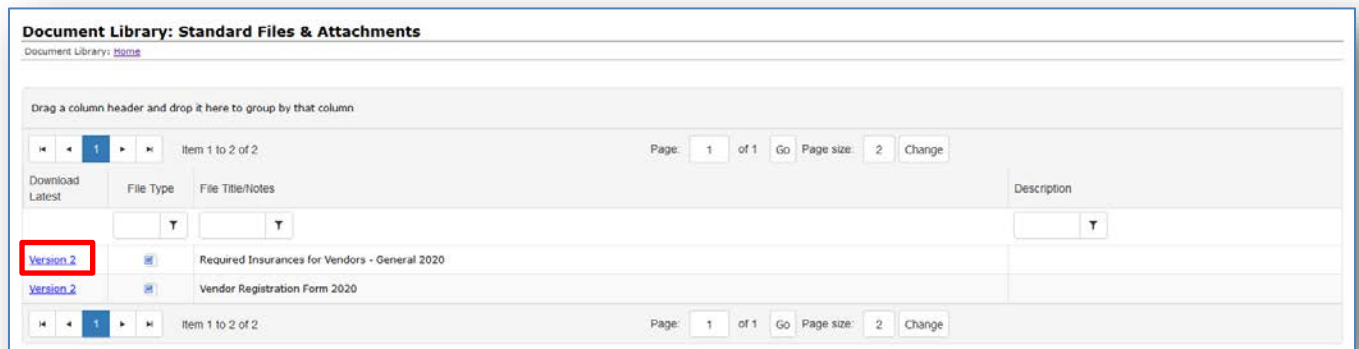 Document Library: Standard Files & Attachments
Document Library: Home
Drag a column header and drop it here to group by that column
1 Item 1 to 2 of 2 Page: 1 of 1 Go Page size: 2 Change
Download Latest File Type File Title/Notes Description
Version 2 Required Insurances for Vendors - General 2020
Version 2 Vendor Registration Form 2020
1 Item 1 to 2 of 2 Page: 1 of 1 Go Page size: 2 Change